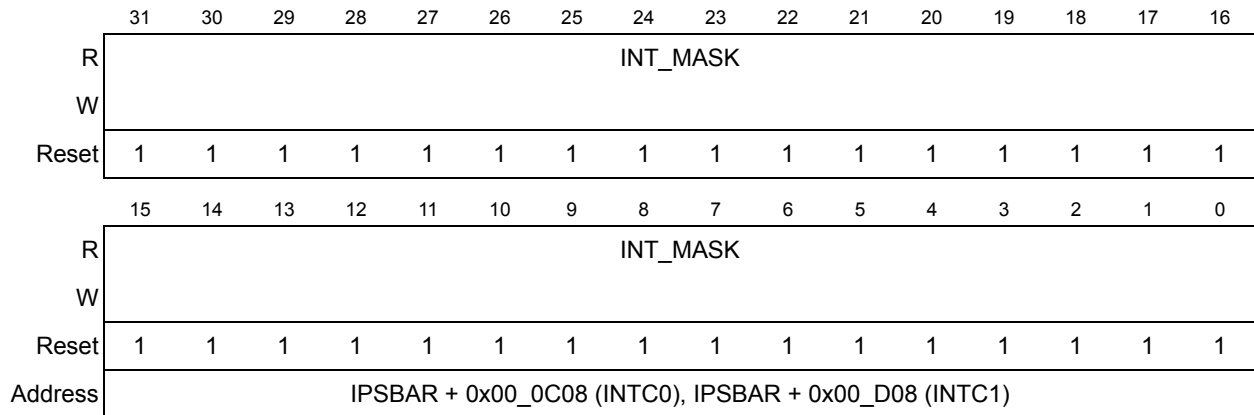 31 30 29 28 27 26 25 24 23 22 21 20 19 18 17 16
R INT_MASK
W
Reset 1 1 1 1 1 1 1 1 1 1 1 1 1 1 1 1
15 14 13 12 11 10 9 8 7 6 5 4 3 2 1 0
R INT_MASK
W
Reset 1 1 1 1 1 1 1 1 1 1 1 1 1 1 1 1
Address IPSBAR + 0x00_0C08 (INTC0), IPSBAR + 0x00_D08 (INTC1)